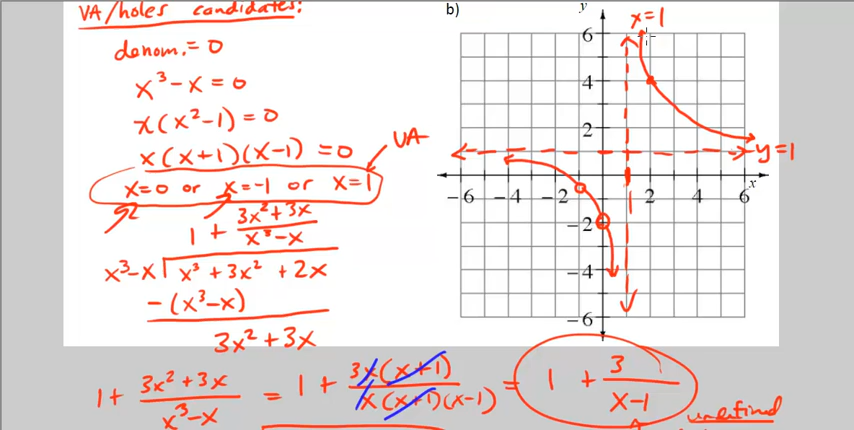 VA/holes candidates:
denom. = 0
x³ - x = 0
x(x² - 1) = 0
x(x+1)(x-1) = 0
VA
x=0 or x=-1 or x=1
1 + (3x² + 3x)/(x³ - x)
x³-x ) x³ + 3x² + 2x
- (x³ - x)
3x² + 3x
1 + (3x² + 3x)/(x³ - x) = 1 + 3x(x+1)/(x(x+1)(x-1)) = 1 + 3/(x-1)
undefined
b)
y
x=1
6
4
2
y=1
x
-6 -4 -2 2 4 6
-2
-4
-6